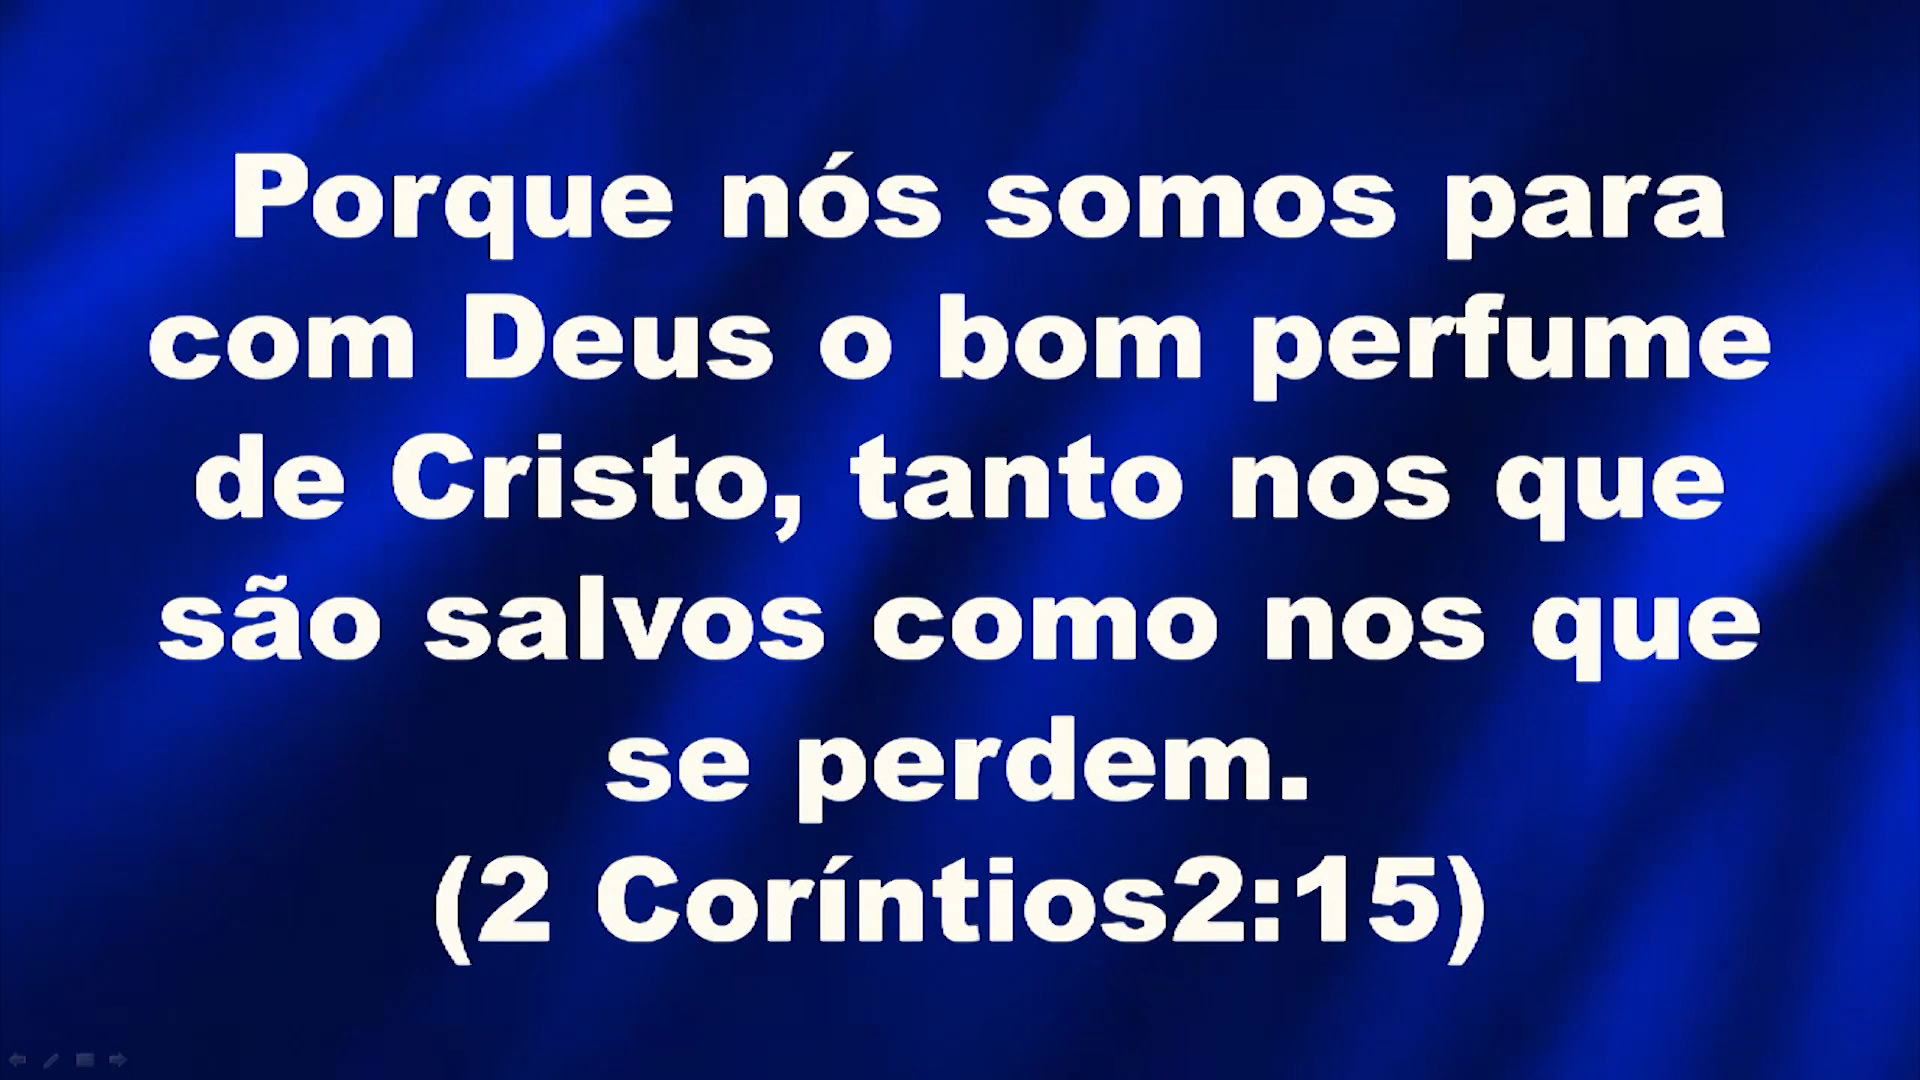 Porque nós somos para
com Deus o bom perfume
de Cristo, tanto nos que
são salvos como nos que
se perdem.
(2 Coríntios2:15)